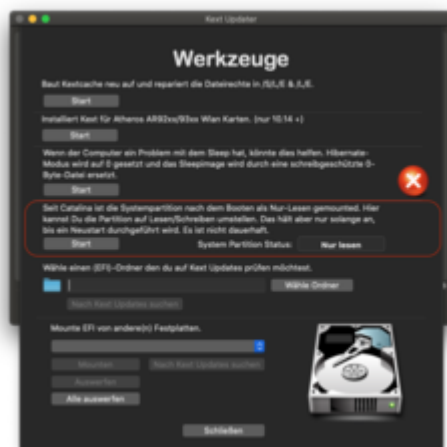 Kext Updater
Werkzeuge
Baut Kextcache neu auf und repariert die Dateirechte in /S/L/E & /L/E.
Start
Installiert Kext für Atheros AR92xx/93xx Wlan Karten. (nur 10.14 +)
Start
Wenn der Computer ein Problem mit dem Sleep hat, könnte dies helfen. Hibernate-
Modus wird auf 0 gesetzt und das Sleepimage wird durch eine schreibgeschützte 0-
Byte-Datei ersetzt.
Start
Seit Catalina ist die Systempartition nach dem Booten als Nur-Lesen gemounted. Hier
kannst Du die Partition auf Lesen/Schreiben umstellen. Das hält aber nur solange an,
bis ein Neustart durchgeführt wird. Es ist nicht dauerhaft.
Start System Partition Status: Nur lesen
Wähle einen (EFI)-Ordner den du auf Kext Updates prüfen möchtest.
Wähle Ordner
Nach Kext Updates suchen
Mounte EFI von andere(n) Festplatten.
Mounten Nach Kext Updates suchen
Auswerfen
Alle auswerfen
Schließen